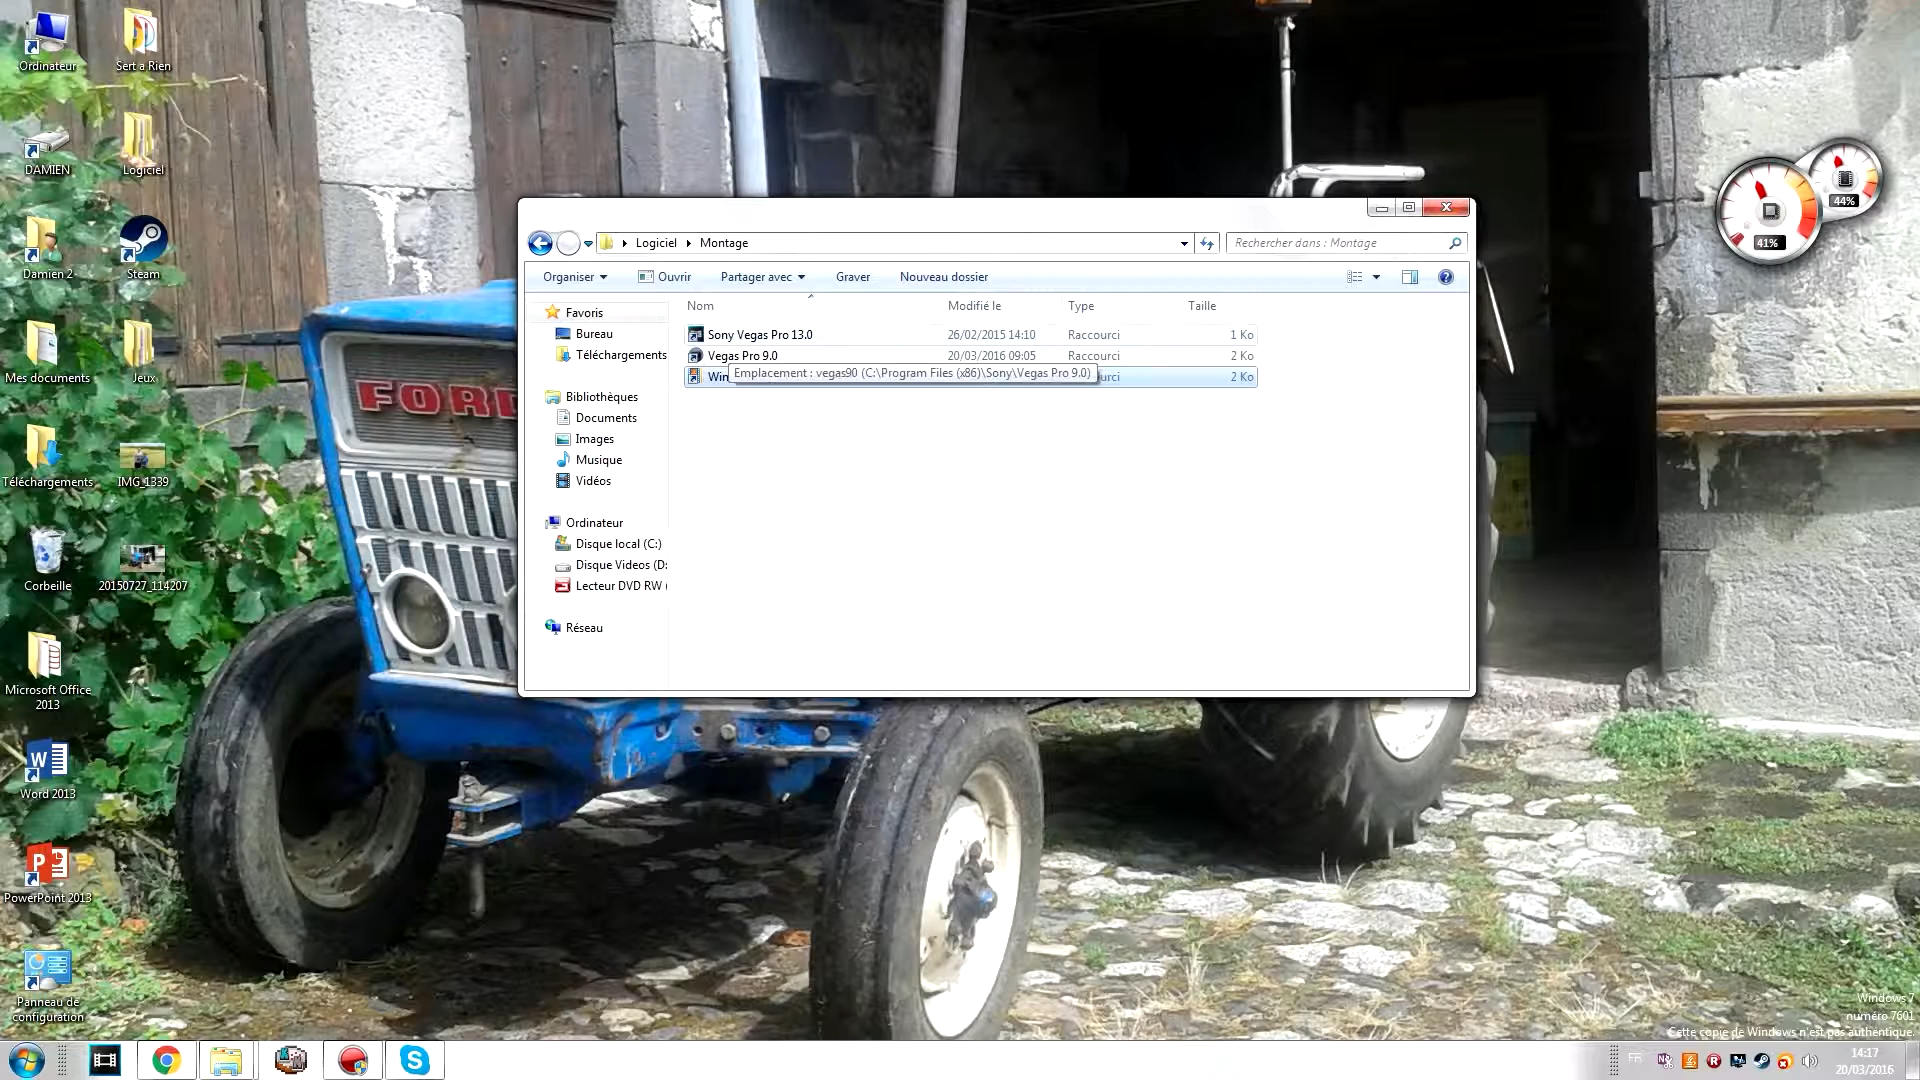 Ordinateur
Sert a Rien
DAMIEN
Logiciel
Damien 2
Steam
Mes documents
Jeux
Téléchargements
IMG_1339
Corbeille
20150727_114207
Microsoft Office
2013
Word 2013
PowerPoint 2013
Panneau de
configuration
FORD
Logiciel
Montage
Rechercher dans : Montage
Organiser
Ouvrir
Partager avec
Graver
Nouveau dossier
Favoris
Bureau
Téléchargements
Bibliothèques
Documents
Images
Musique
Vidéos
Ordinateur
Disque local (C:)
Disque Videos (D:
Lecteur DVD RW (
Réseau
Nom
Modifié le
Type
Taille
Sony Vegas Pro 13.0
26/02/2015 14:10
Raccourci
1 Ko
Vegas Pro 9.0
20/03/2016 09:05
Raccourci
2 Ko
Win
Emplacement : vegas90 (C:\Program Files (x86)\Sony\Vegas Pro 9.0)
urci
2 Ko
41%
44%
Windows 7
numéro 7601
Cette copie de Windows n'est pas authentique.
FR
14:17
20/03/2016